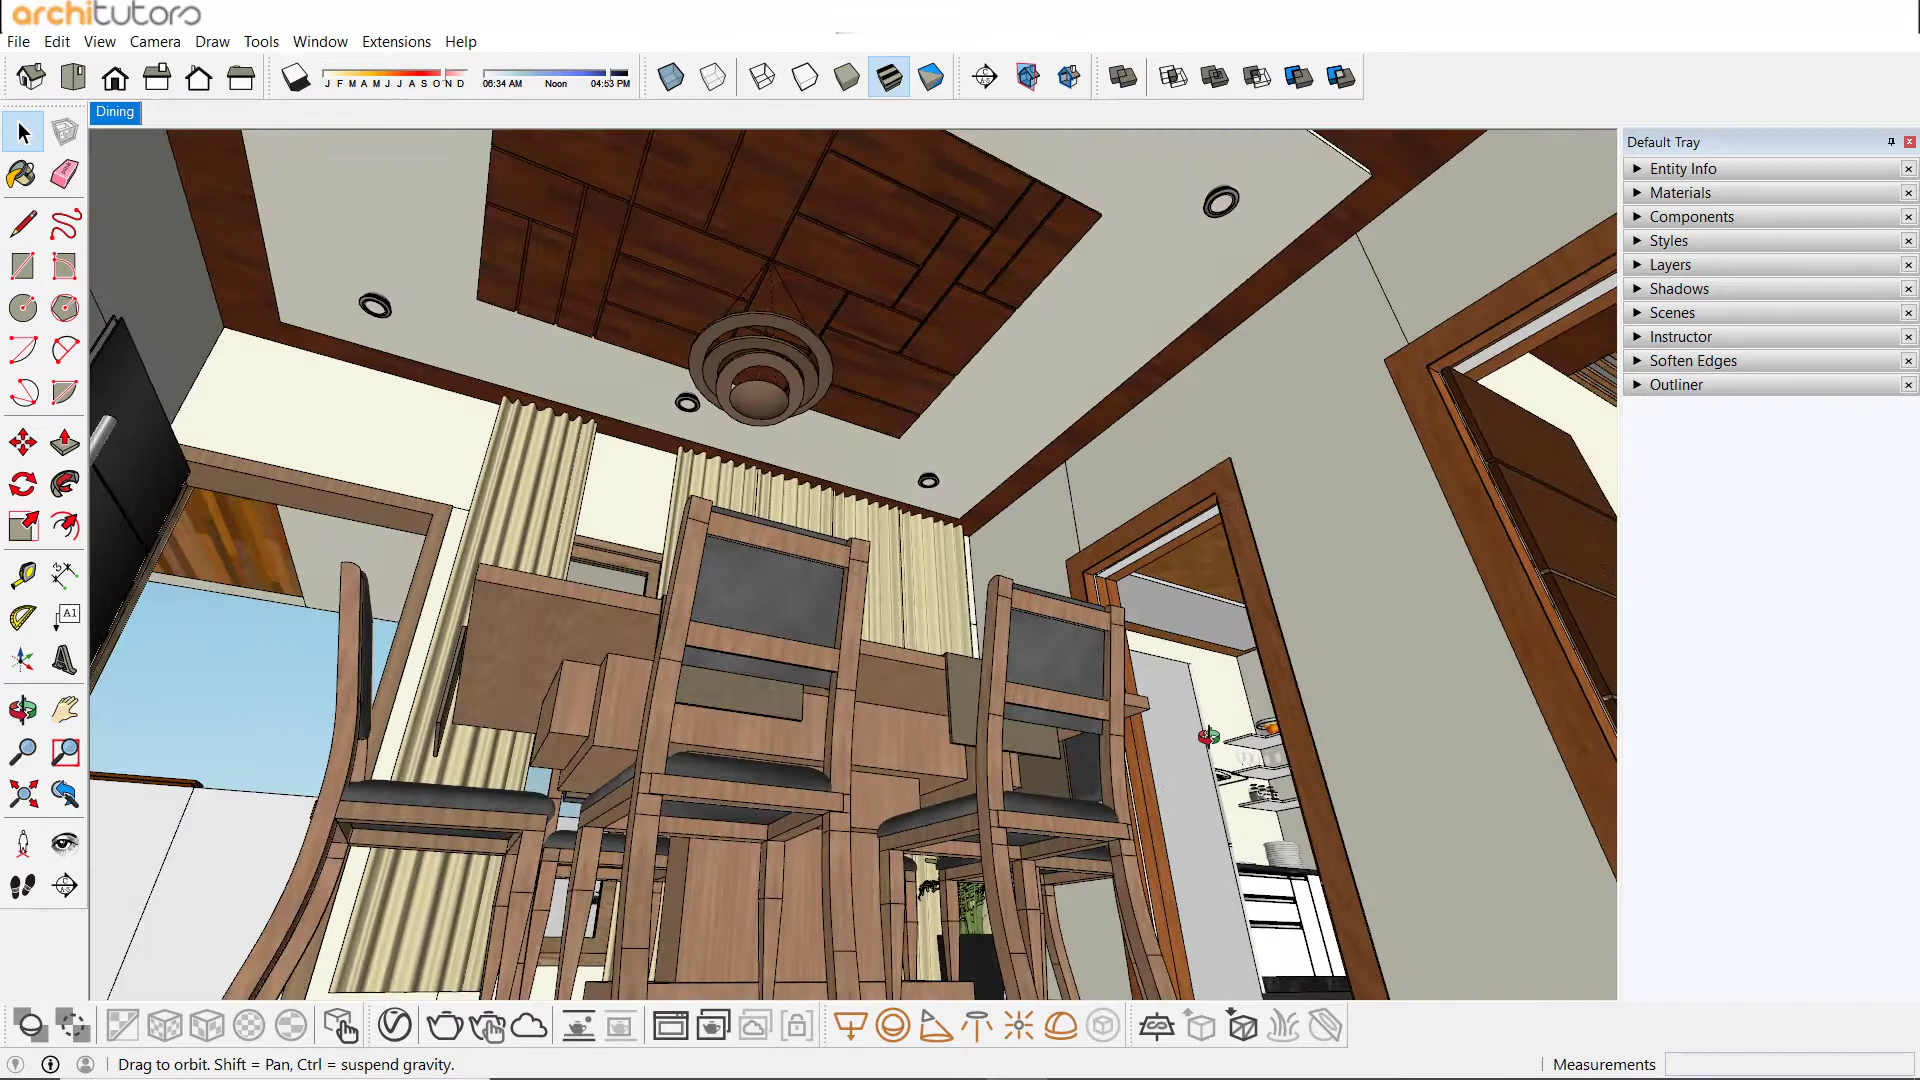 architutors
File Edit View Camera Draw Tools Window Extensions Help
J F M A M J J A S O N D 06:34 AM Noon 04:53 PM
Dining
Default Tray
Entity Info
Materials
Components
Styles
Layers
Shadows
Scenes
Instructor
Soften Edges
Outliner
A1
Drag to orbit. Shift = Pan, Ctrl = suspend gravity.
Measurements